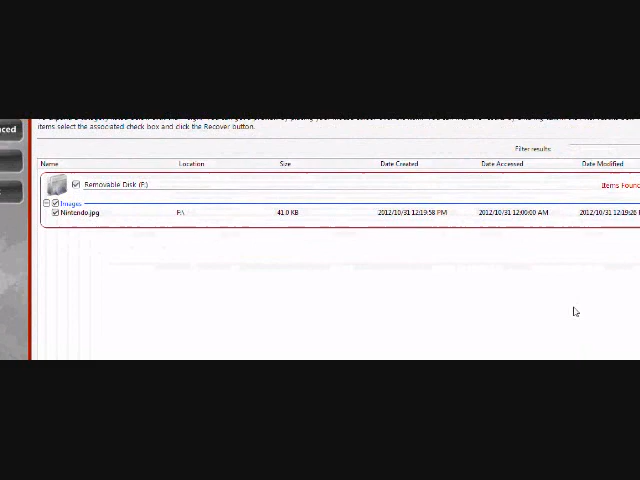 nced
items select the associated check box and click the Recover button.
Filter results:
Name Location Size Date Created Date Accessed Date Modified
Removable Disk (F:) Items Found
Images
Nintendo.jpg F:\ 41.0 KB 2012/10/31 12:19:58 PM 2012/10/31 12:00:00 AM 2012/10/31 12:19:26